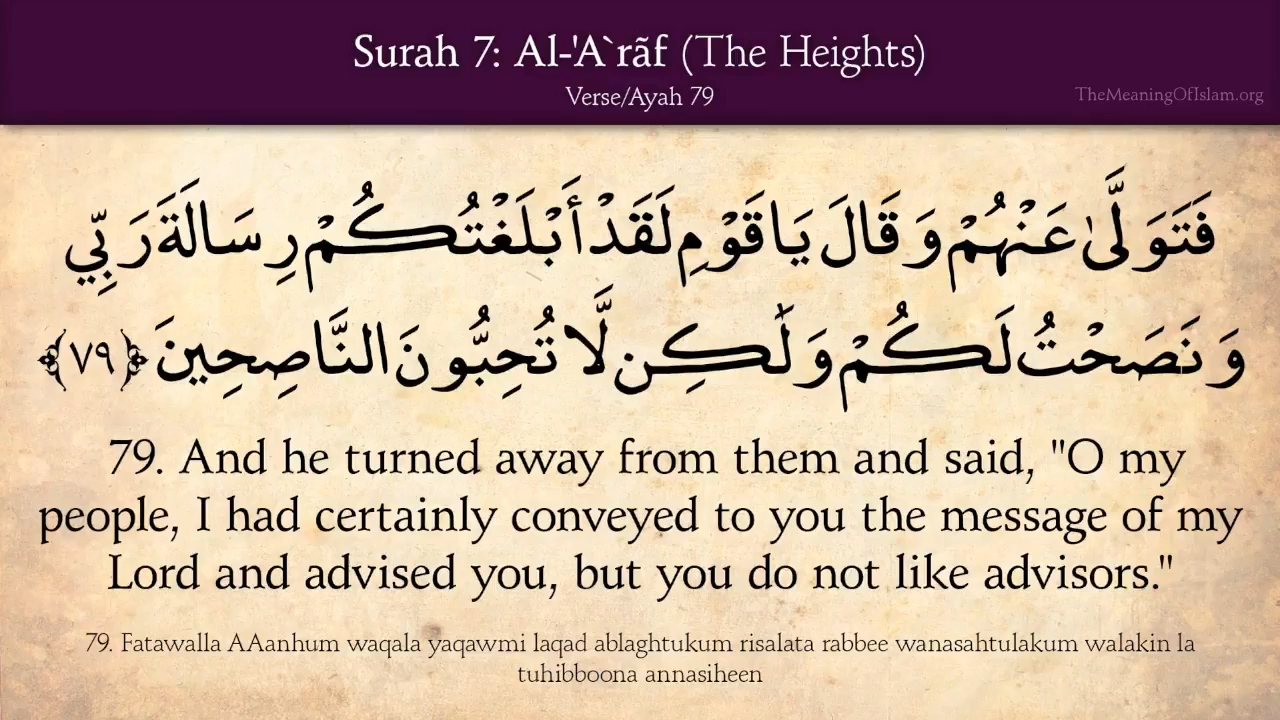 Surah 7: Al-'A`rãf (The Heights)
Verse/Ayah 79
TheMeaningOfIslam.org
فَتَوَلَّىٰ عَنْهُمْ وَقَالَ يَاقَوْمِ لَقَدْ أَبْلَغْتُكُمْ رِسَالَةَ رَبِّي
وَنَصَحْتُ لَكُمْ وَلَٰكِن لَّا تُحِبُّونَ النَّاصِحِينَ ﴿٧٩﴾
79. And he turned away from them and said, "O my
people, I had certainly conveyed to you the message of my
Lord and advised you, but you do not like advisors."
79. Fatawalla AAanhum waqala yaqawmi laqad ablaghtukum risalata rabbee wanasahtulakum walakin la
tuhibboona annasiheen